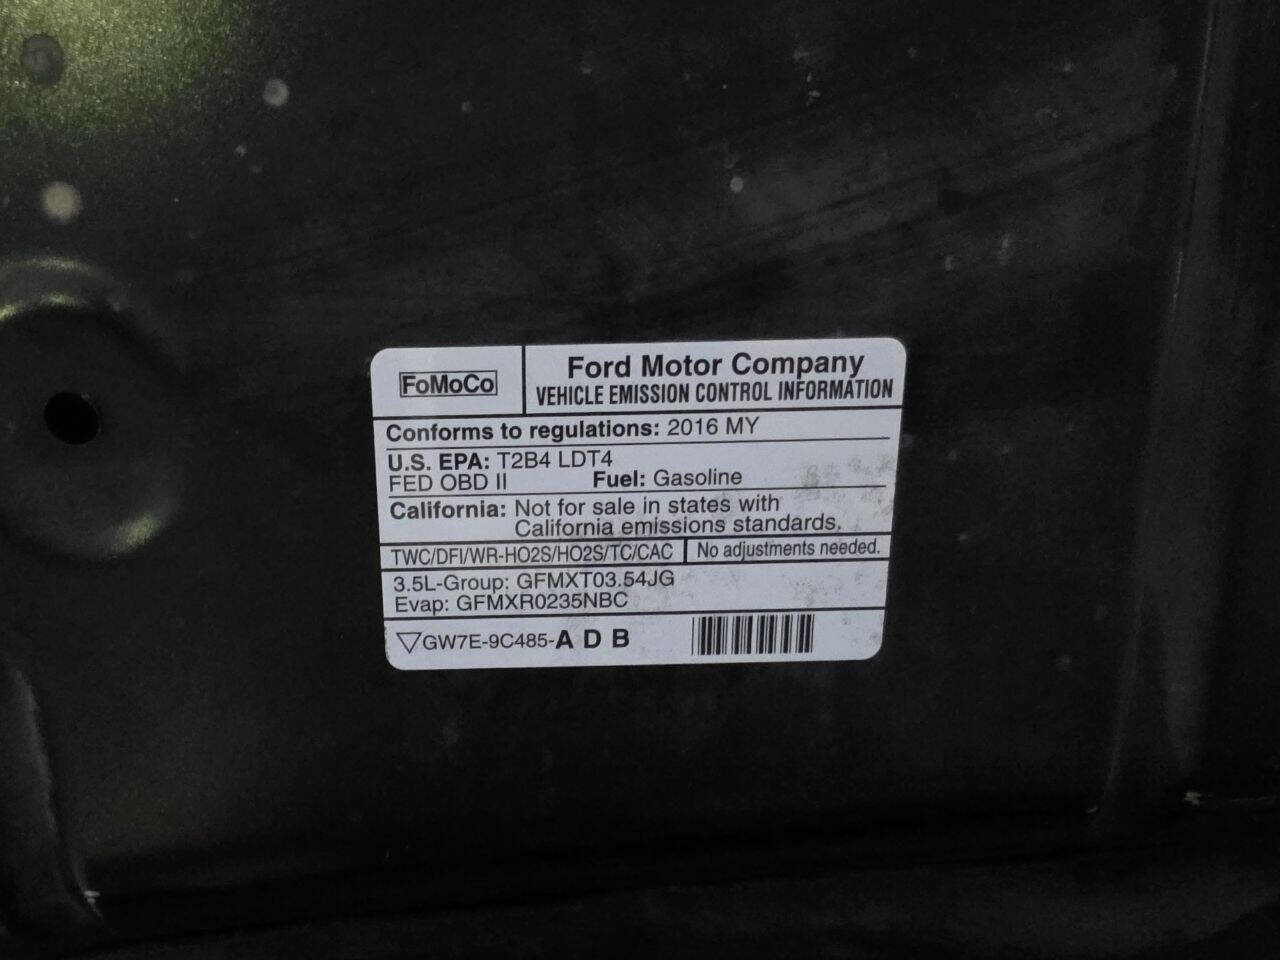 FoMoCo
Ford Motor Company
VEHICLE EMISSION CONTROL INFORMATION
Conforms to regulations: 2016 MY
U.S. EPA: T2B4 LDT4
FED OBD II Fuel: Gasoline
California: Not for sale in states with
California emissions standards.
TWC/DFI/WR-HO2S/HO2S/TC/CAC No adjustments needed.
3.5L-Group: GFMXT03.54JG
Evap: GFMXR0235NBC
▽GW7E-9C485-A D B